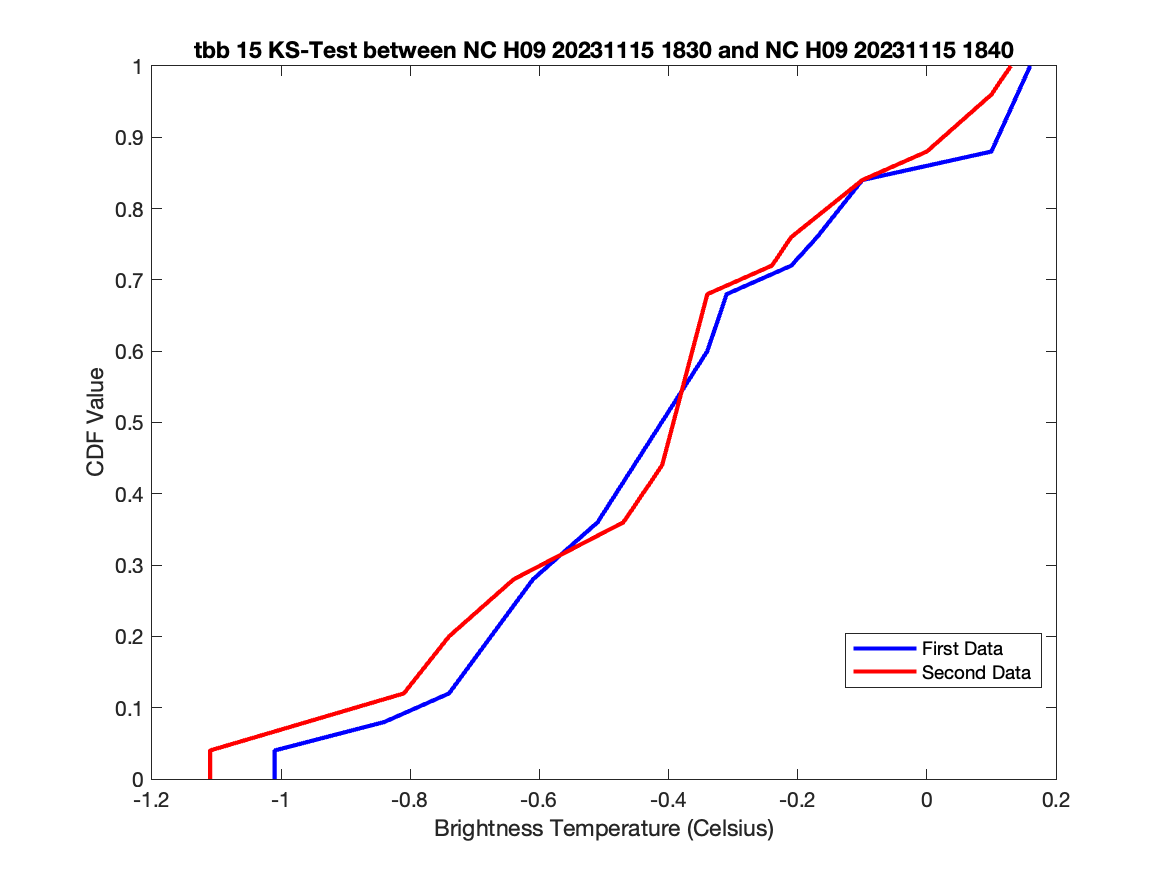 tbb 15 KS-Test between NC H09 20231115 1830 and NC H09 20231115 1840
1
0.9
0.8
0.7
0.6
0.5
0.4
0.3
0.2
0.1
0
CDF Value
First Data
Second Data
-1.2 -1 -0.8 -0.6 -0.4 -0.2 0 0.2
Brightness Temperature (Celsius)